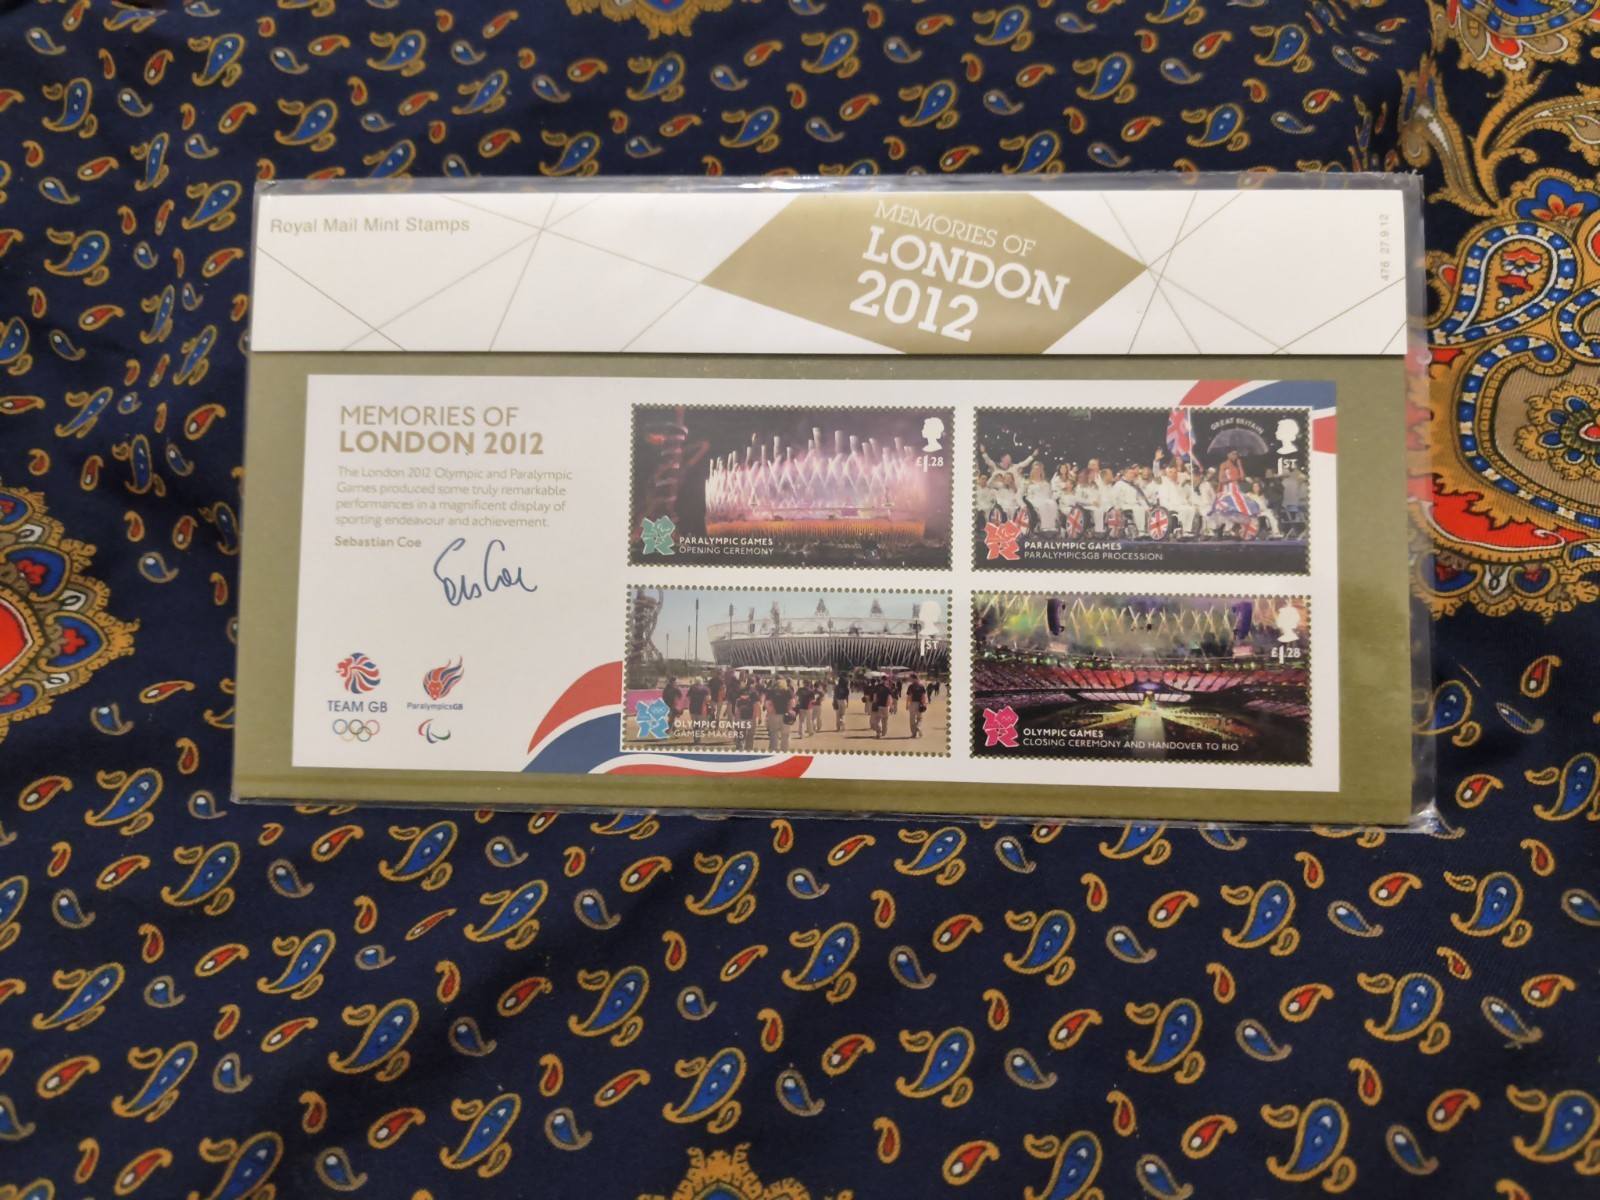 Royal Mail Mint Stamps
MEMORIES OF
LONDON
2012
476 27.9.12
MEMORIES OF
LONDON 2012
The London 2012 Olympic and Paralympic
Games produced some truly remarkable
performances in a magnificent display of
sporting endeavour and achievement.
Sebastian Coe
Seb Coe
TEAM GB
ParalympicsGB
£1.28
PARALYMPIC GAMES
OPENING CEREMONY
GREAT BRITAIN
1ST
PARALYMPIC GAMES
PARALYMPICSGB PROCESSION
1ST
OLYMPIC GAMES
GAMES MAKERS
£1.28
OLYMPIC GAMES
CLOSING CEREMONY AND HANDOVER TO RIO